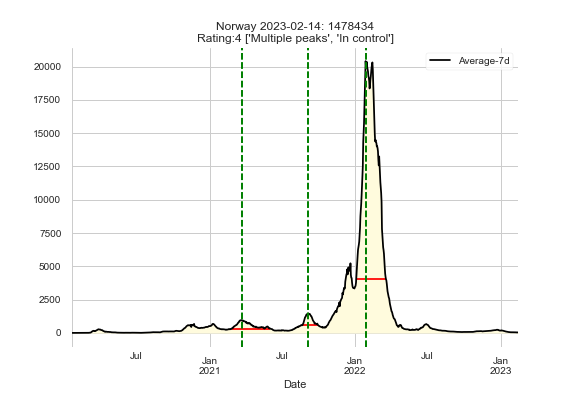 Norway 2023-02-14: 1478434
Rating:4 ['Multiple peaks', 'In control']
Average-7d
20000
17500
15000
12500
10000
7500
5000
2500
0
Jul
Jan
2021
Jul
Jan
2022
Jul
Jan
2023
Date